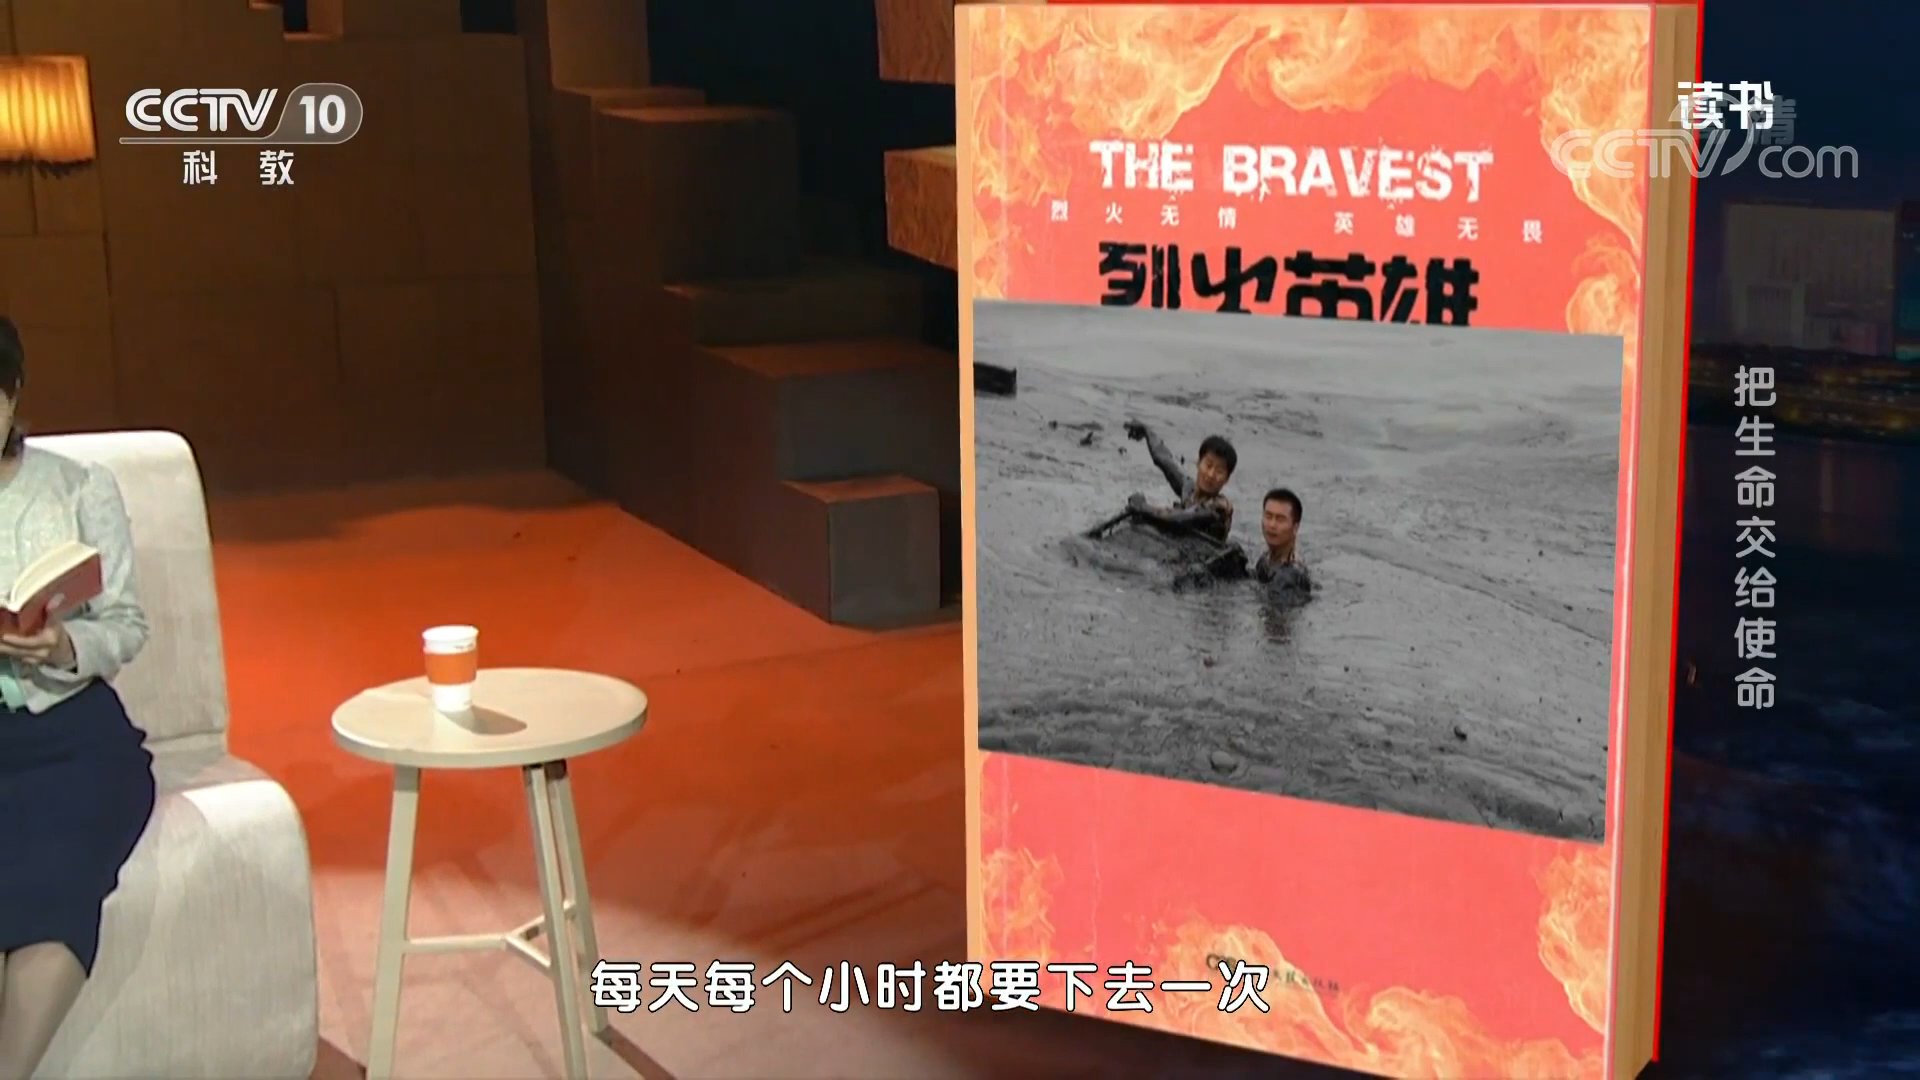 CCTV 10
科 教
读书
高清
CCTV.com
THE BRAVEST
烈火无情 英雄无畏
烈火英雄
把生命交给使命
每天每个小时都要下去一次